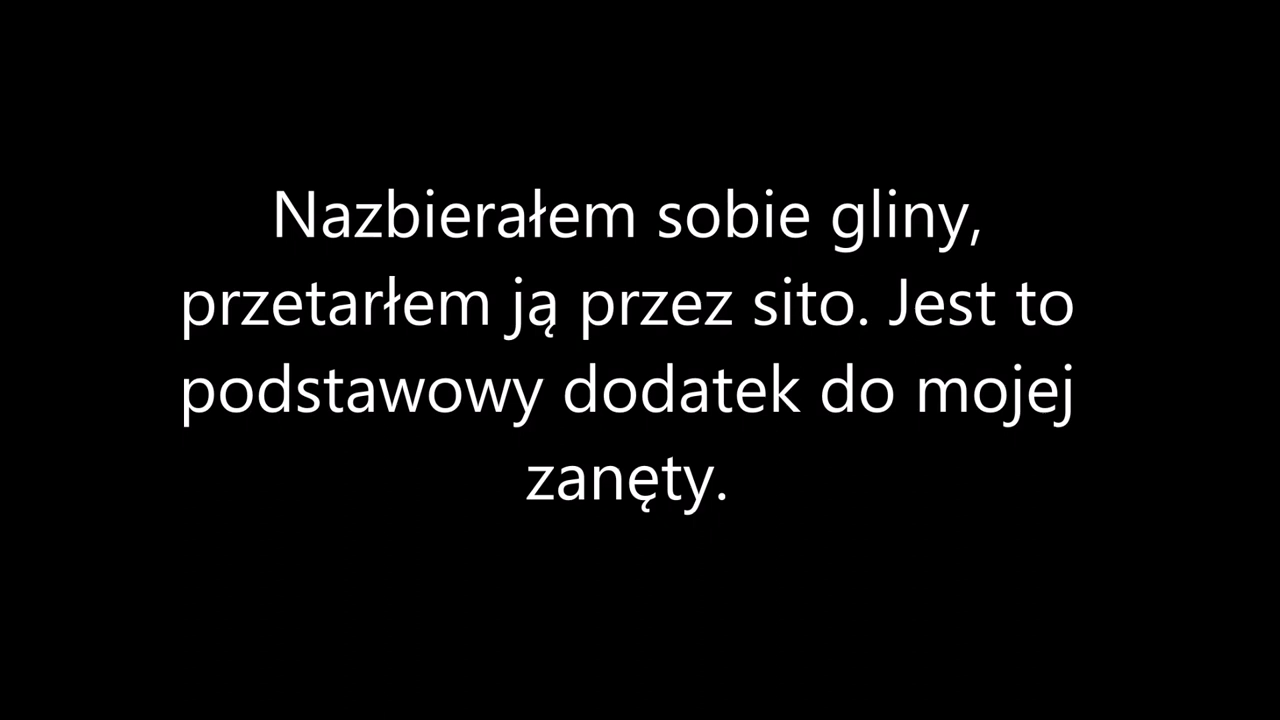 Nazbierałem sobie gliny,
przetarłem ją przez sito. Jest to
podstawowy dodatek do mojej
zanęty.